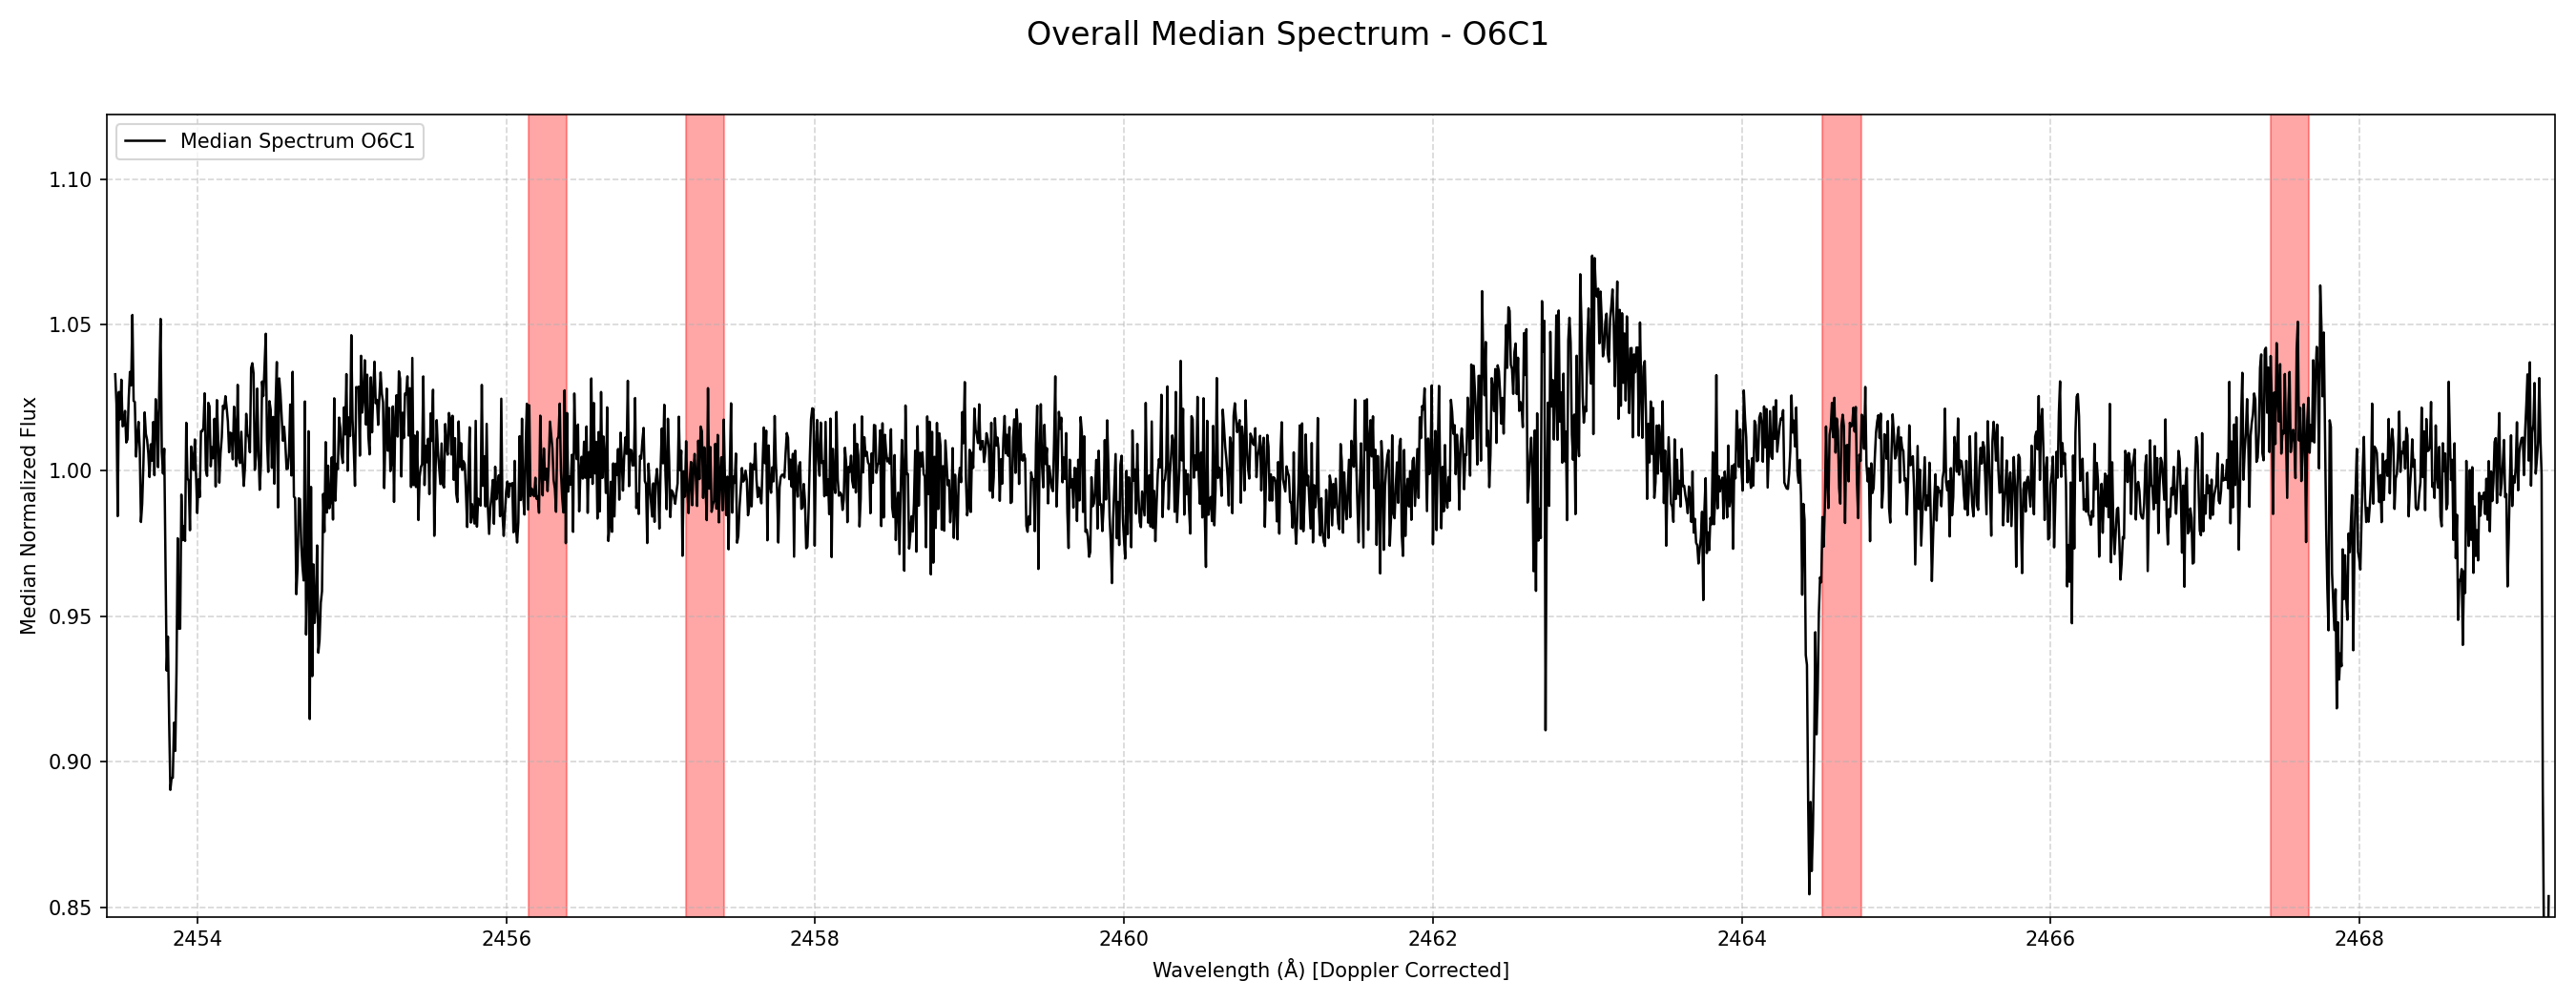 Overall Median Spectrum - O6C1
Median Spectrum O6C1
Median Normalized Flux
1.10
1.05
1.00
0.95
0.90
0.85
2454 2456 2458 2460 2462 2464 2466 2468
Wavelength (Å) [Doppler Corrected]